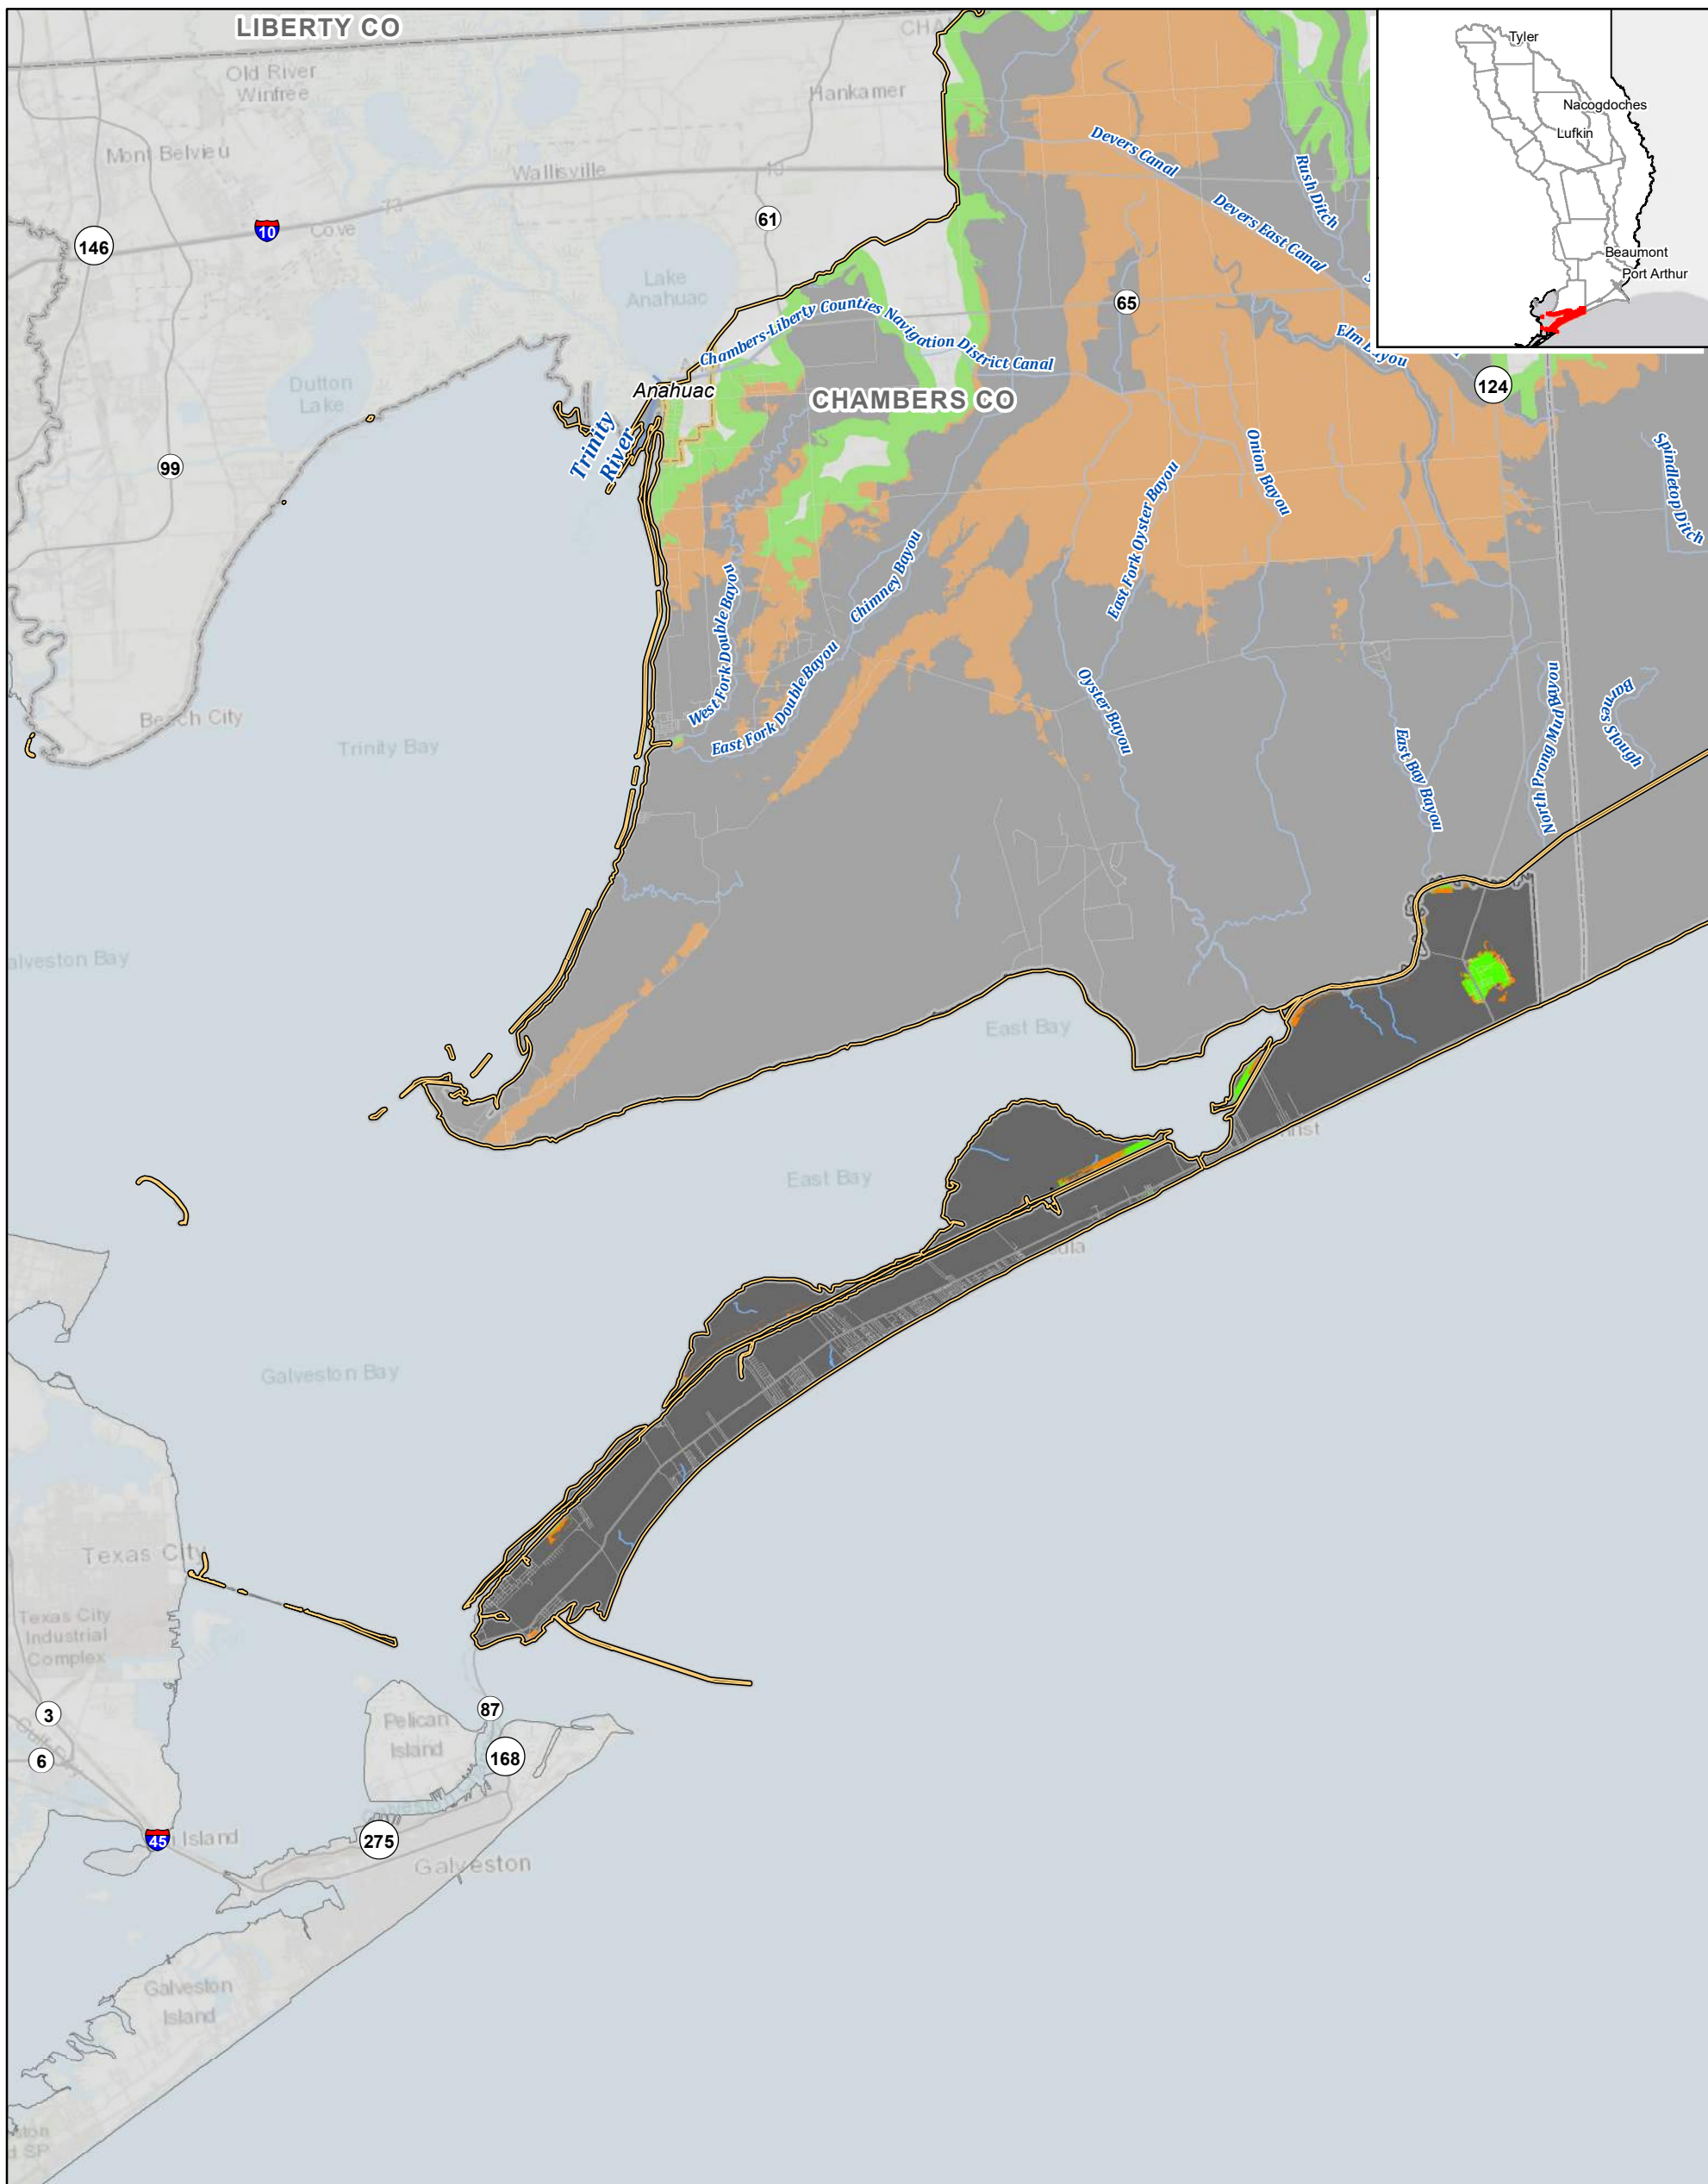 LIBERTY CO
Old River
Winfree
Hankamer
Mont Belvieu
Wallisville
10
73
10
Cove
146
61
Lake
Anahuac
Dutton
Lake
99
Anahuac
Trinity
River
Chambers-Liberty Counties Navigation District Canal
CHAMBERS CO
Devers Canal
Devers East Canal
Rush Ditch
65
Elm Bayou
124
Onion Bayou
Spindletop Ditch
East Fork Oyster Bayou
Chimney Bayou
West Fork Double Bayou
East Fork Double Bayou
Oyster Bayou
East Bay Bayou
North Prong Mud Bayou
Barnes Slough
Beach City
Trinity Bay
East Bay
East Bay
Galveston Bay
Texas City
Texas City
Industrial
Complex
3
6
87
168
Pelican
Island
45
Island
275
Galveston
Galveston
Island
Tyler
Nacogdoches
Lufkin
Beaumont
Port Arthur